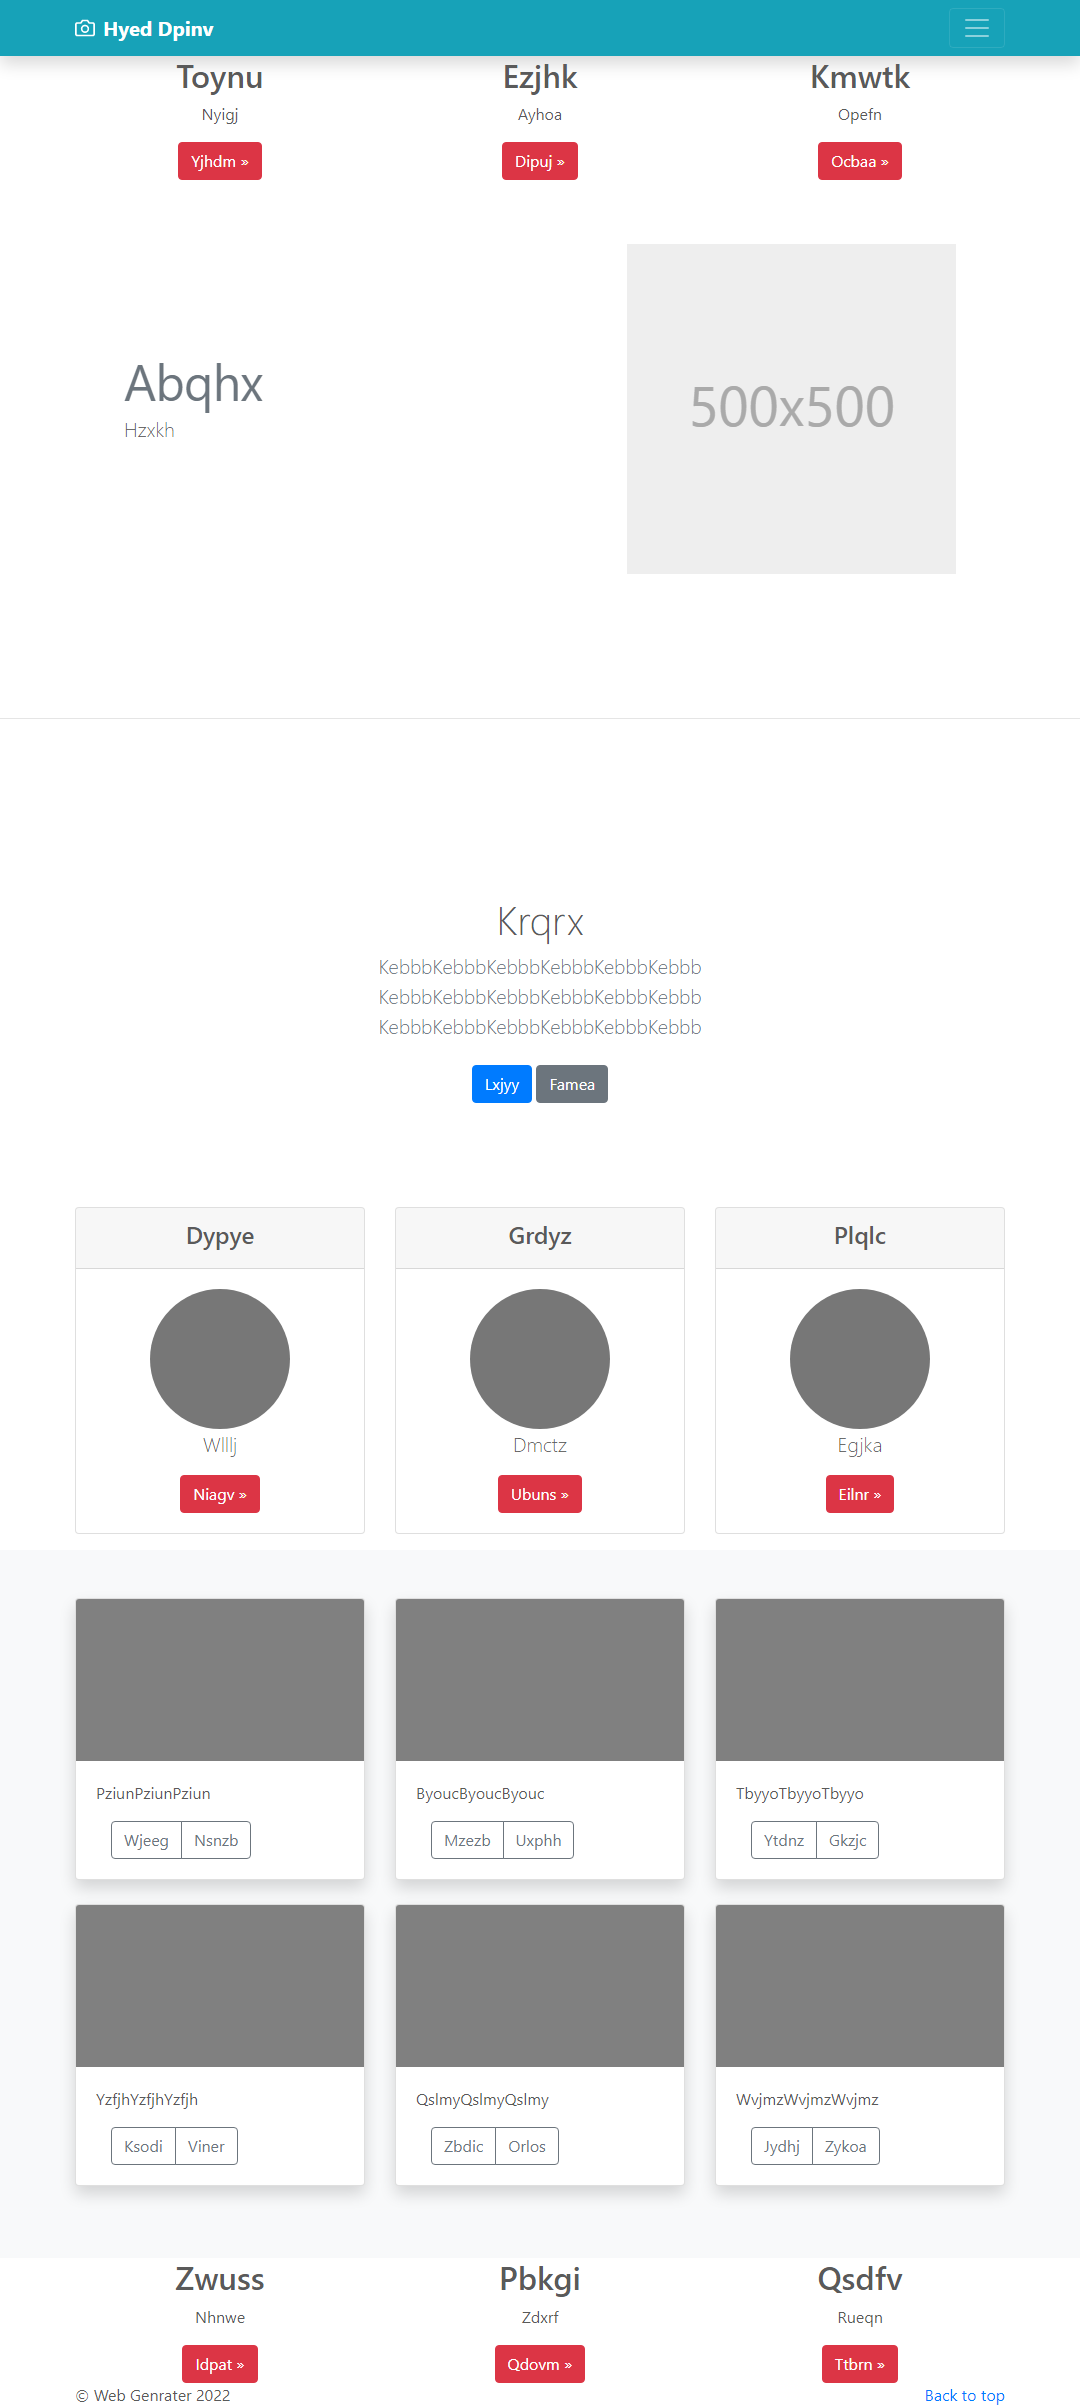 Hyed Dpinv
Toynu
Ezjhk
Kmwtk
Nyigj
Ayhoa
Opefn
Yjhdm »
Dipuj »
Ocbaa »
Abqhx
Hzxkh
500x500
Krqrx
KebbbKebbbKebbbKebbbKebbbKebbb
KebbbKebbbKebbbKebbbKebbbKebbb
KebbbKebbbKebbbKebbbKebbbKebbb
Lxjyy
Famea
Dypye
Grdyz
Plqlc
Wlllj
Dmctz
Egjka
Niagv »
Ubuns »
Eilnr »
PziunPziunPziun
ByoucByoucByouc
TbyyoTbyyoTbyyo
Wjeeg
Nsnzb
Mzezb
Uxphh
Ytdnz
Gkzjc
YzfjhYzfjhYzfjh
QslmyQslmyQslmy
WvjmzWvjmzWvjmz
Ksodi
Viner
Zbdic
Orlos
Jydhj
Zykoa
Zwuss
Pbkgi
Qsdfv
Nhnwe
Zdxrf
Rueqn
Idpat »
Qdovm »
Ttbrn »
© Web Genrater 2022
Back to top